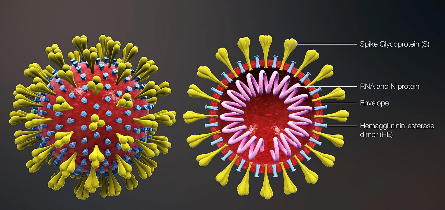 Spike Glycoprotein (S)
RNA and N protein
Envelope
Hemagglutinin-esterase
dimer (HE)